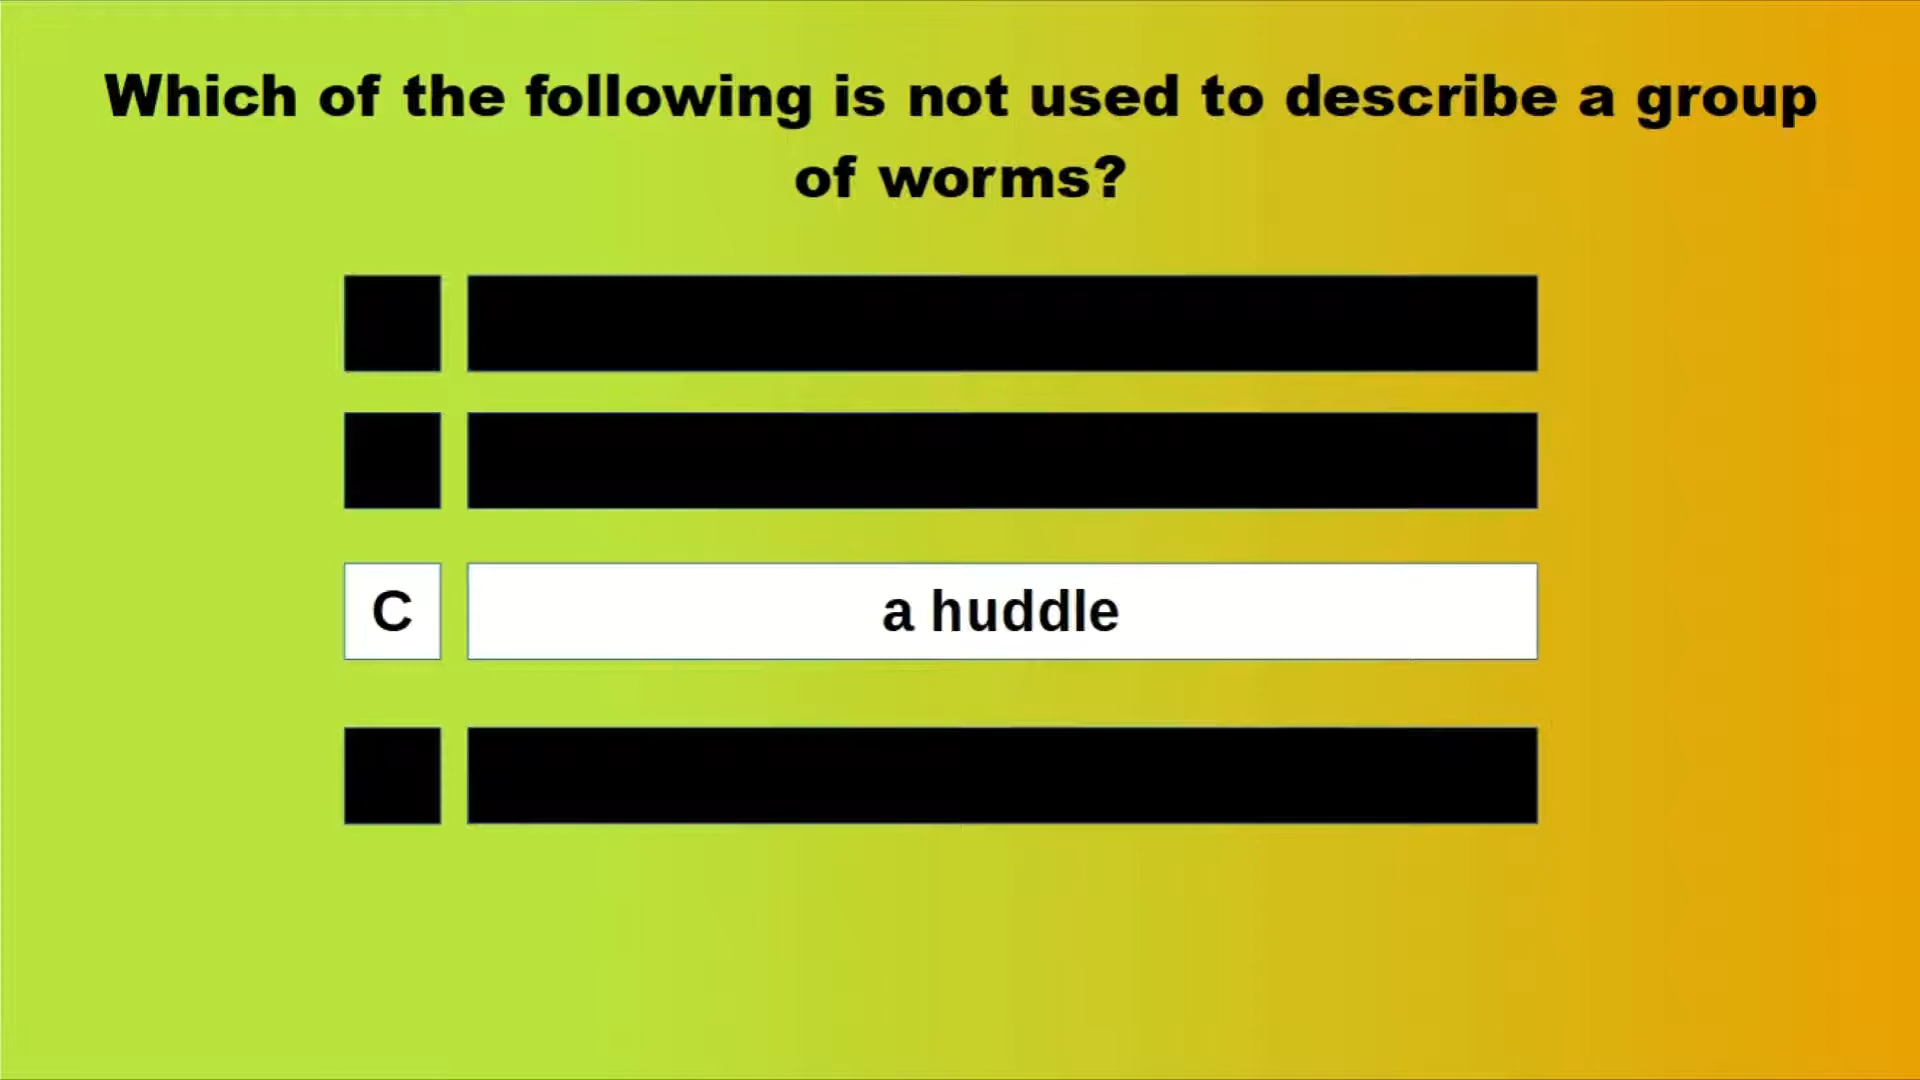 Which of the following is not used to describe a group
of worms?
C
a huddle